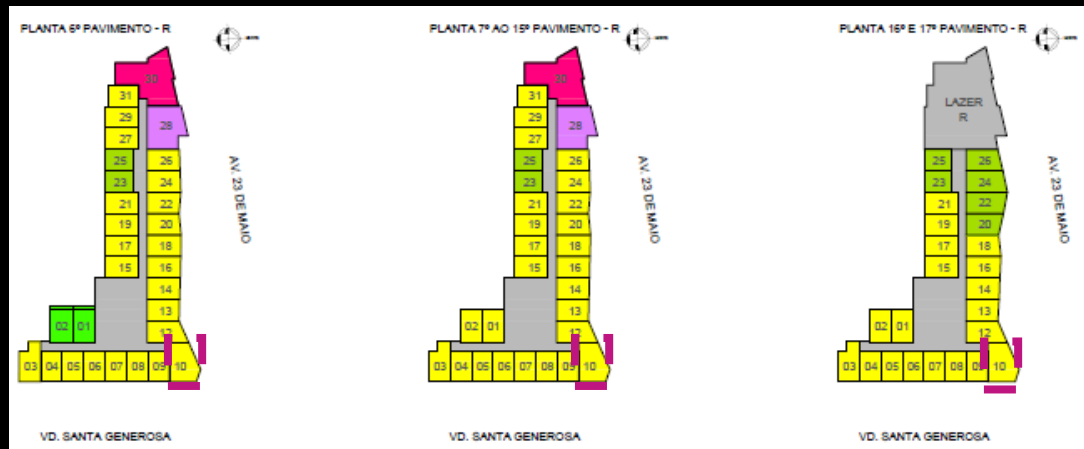 PLANTA 6º PAVIMENTO - R
31
29
28
27
25 26
23 24
21 22
19 20
17 18
15 16
14
13
02 01 12
03 04 05 06 07 08 09 10
AV. 23 DE MAIO
VD. SANTA GENEROSA
PLANTA 7º AO 15º PAVIMENTO - R
31
29
28
27
25 26
23 24
21 22
19 20
17 18
15 16
14
13
02 01 12
03 04 05 06 07 08 09 10
AV. 23 DE MAIO
VD. SANTA GENEROSA
PLANTA 16º E 17º PAVIMENTO - R
LAZER
R
25 26
23 24
21 22
19 20
17 18
15 16
14
13
02 01 12
03 04 05 06 07 08 09 10
AV. 23 DE MAIO
VD. SANTA GENEROSA